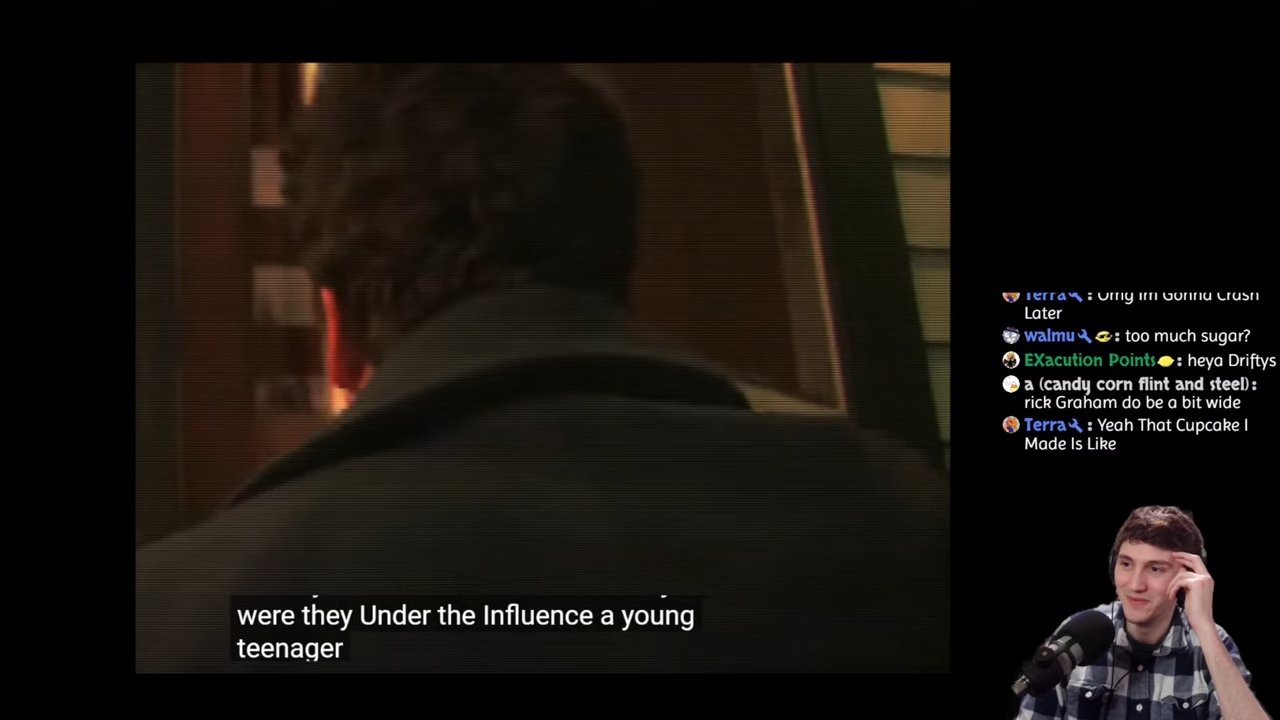 Terra: Omy Im Gonna Crash
Later
walmu: too much sugar?
EXacution Points: heya Driftys
a (candy corn flint and steel):
rick Graham do be a bit wide
Terra: Yeah That Cupcake I
Made Is Like
were they Under the Influence a young
teenager